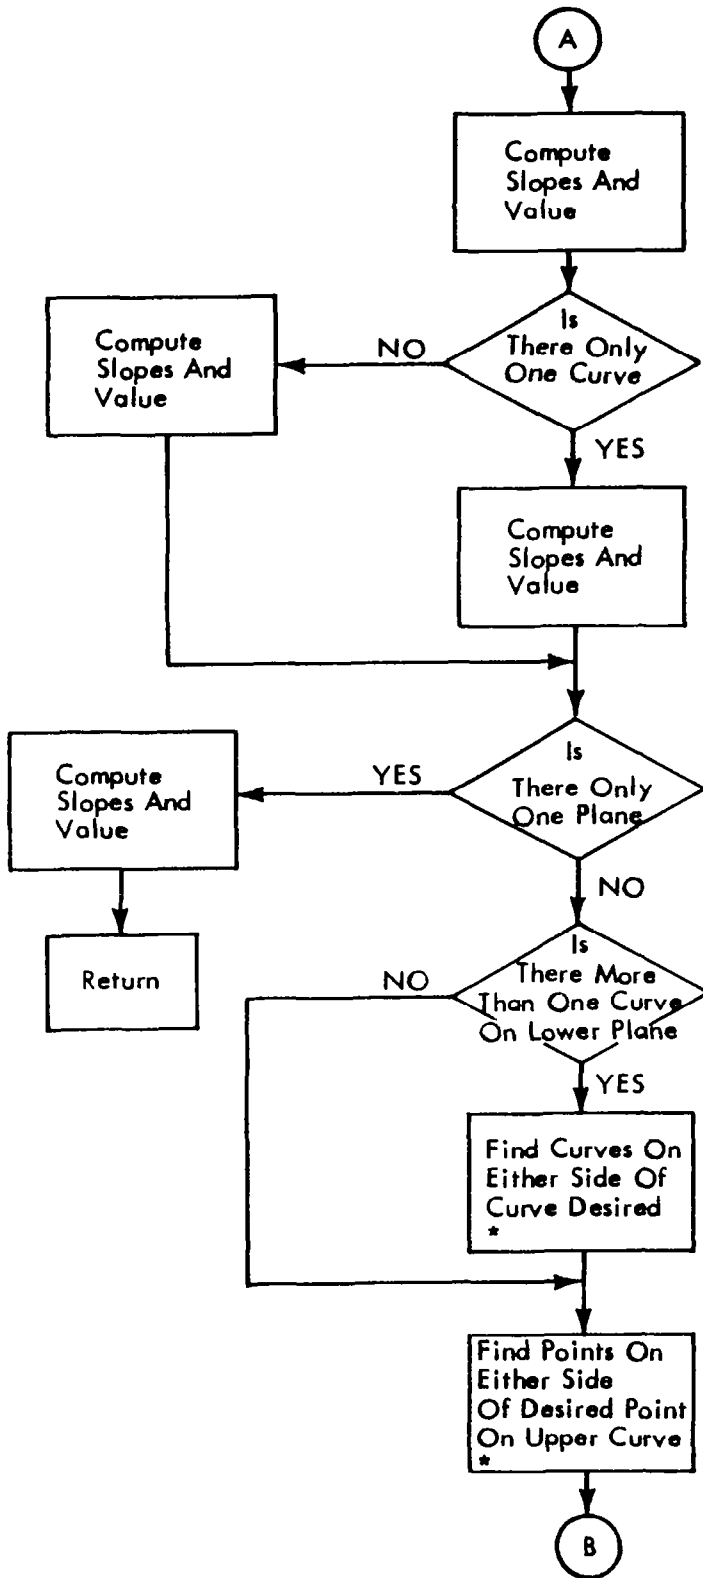 A
Compute
Slopes And
Value
Is
There Only
One Curve
NO
Compute
Slopes And
Value
YES
Compute
Slopes And
Value
Is
There Only
One Plane
YES
Compute
Slopes And
Value
Return
NO
Is
There More
Than One Curve
On Lower Plane
NO
YES
Find Curves On
Either Side Of
Curve Desired
*
Find Points On
Either Side
Of Desired Point
On Upper Curve
*
B